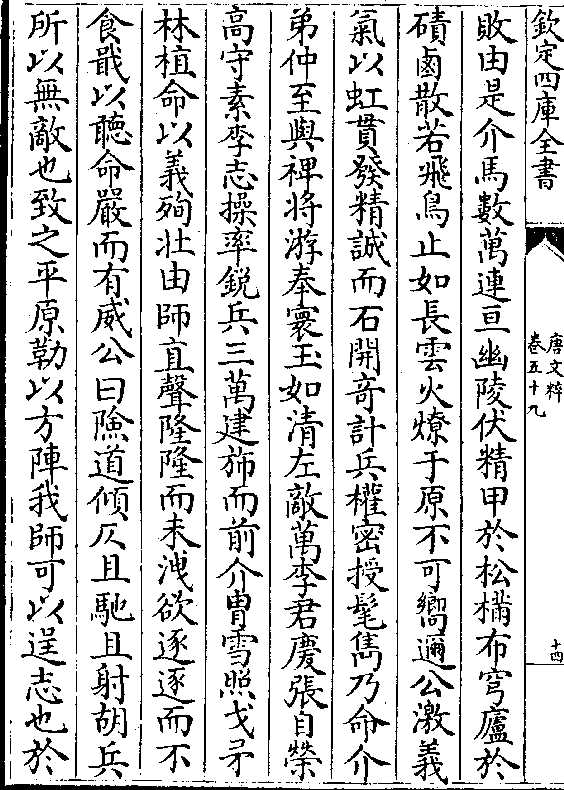 欽定四庫全書
唐文粹
卷五十九
十四
敗由是介馬數萬連亘幽陵伏精甲於松樠布穹廬於
磧鹵散若飛鳥止如長雲火燎于原不可嚮邇公激義
氣以虹貫發精誠而石開竒計兵權密授髦雋乃命介
弟仲至與裨將游奉寰王如清左敵萬李君慶張自榮
高守素李志操率銳兵三萬建斾而前介胄雪照戈矛
林植命以義殉壮由師直聲隆隆而未洩欲逐逐而不
食戢以聽命嚴而有威公曰險道傾仄且馳且射胡兵
所以無敵也致之平原勒以方陣我師可以逞志也於